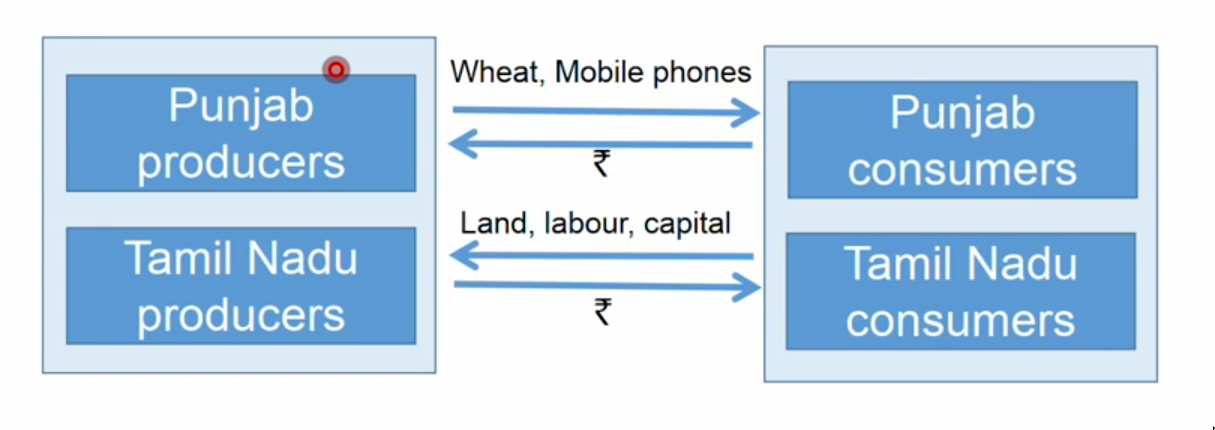 Punjab
producers
Tamil Nadu
producers
Wheat, Mobile phones
₹
Land, labour, capital
₹
Punjab
consumers
Tamil Nadu
consumers